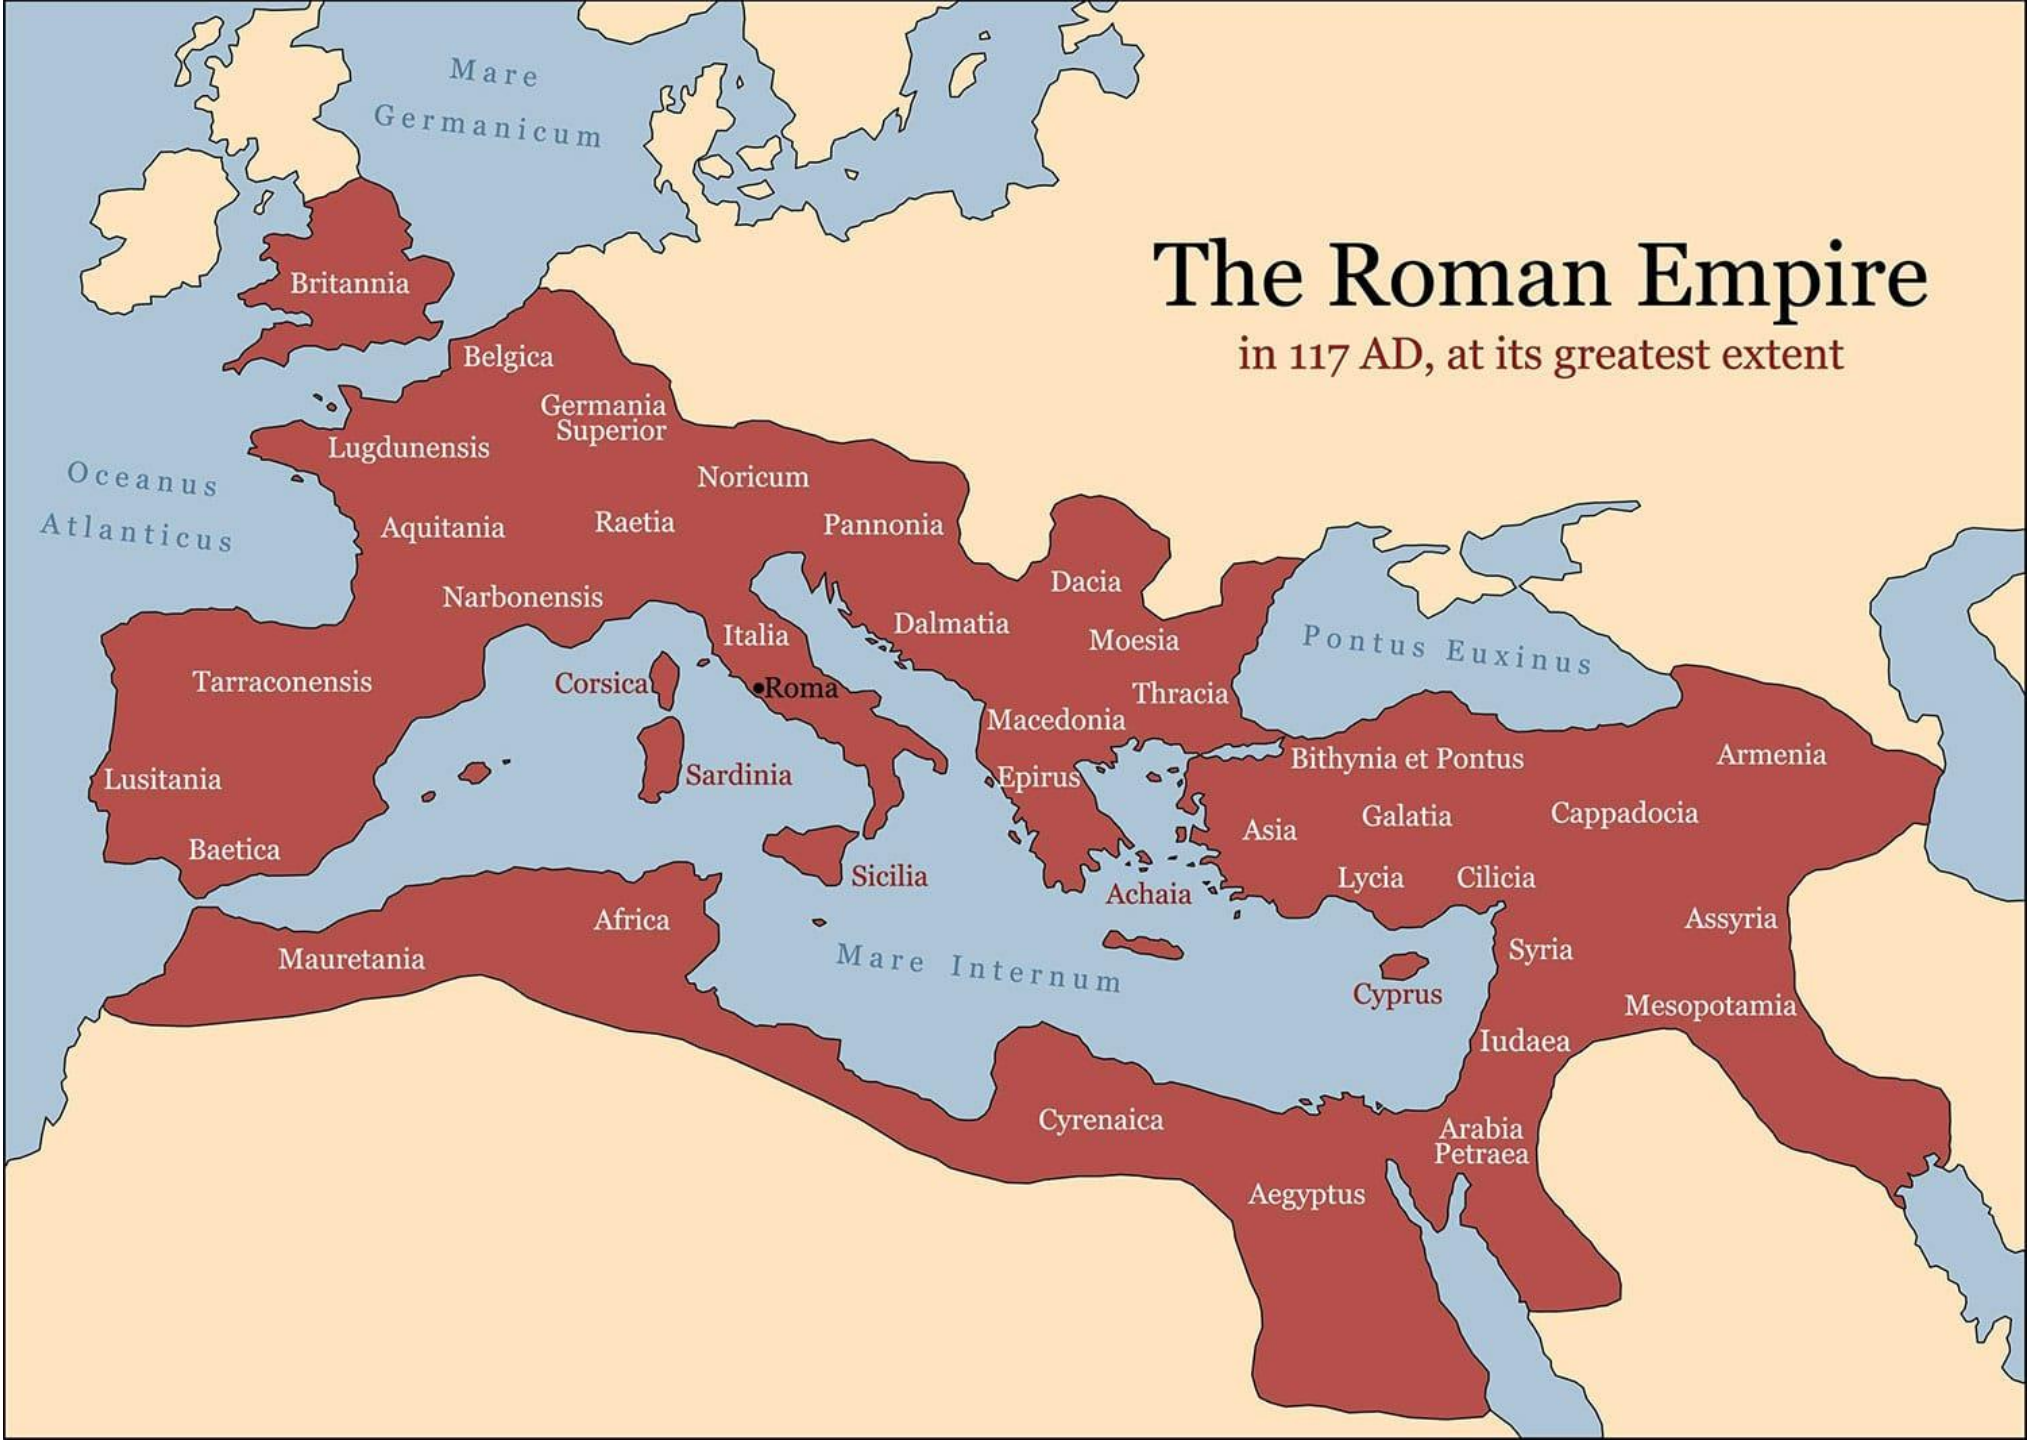 Mare
Germanicum
The Roman Empire
in 117 AD, at its greatest extent
Britannia
Belgica
Germania
Superior
Lugdunensis
Noricum
Oceanus
Atlanticus
Aquitania
Raetia
Pannonia
Dacia
Narbonensis
Italia
Dalmatia
Moesia
Pontus Euxinus
Tarraconensis
Corsica
Roma
Thracia
Macedonia
Lusitania
Sardinia
Epirus
Bithynia et Pontus
Armenia
Baetica
Asia
Galatia
Cappadocia
Sicilia
Achaia
Lycia
Cilicia
Africa
Assyria
Mauretania
Mare Internum
Syria
Cyprus
Mesopotamia
Iudaea
Cyrenaica
Arabia
Petraea
Aegyptus